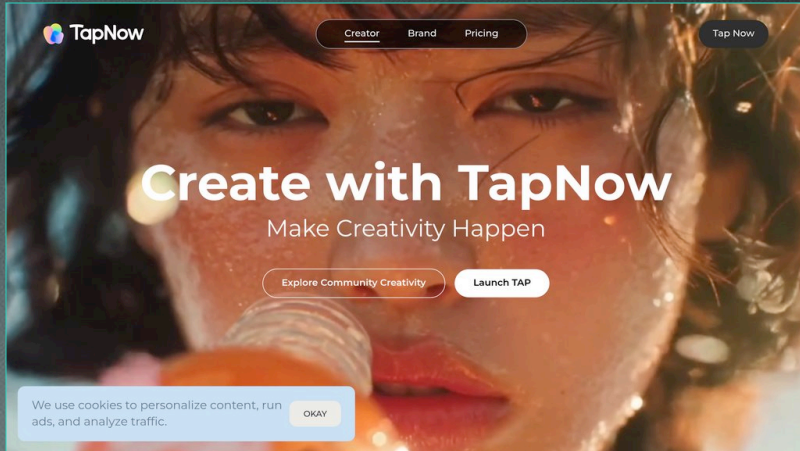 TapNow
Creator
Brand
Pricing
Tap Now
Create with TapNow
Make Creativity Happen
Explore Community Creativity
Launch TAP
We use cookies to personalize content, run
ads, and analyze traffic.
OKAY